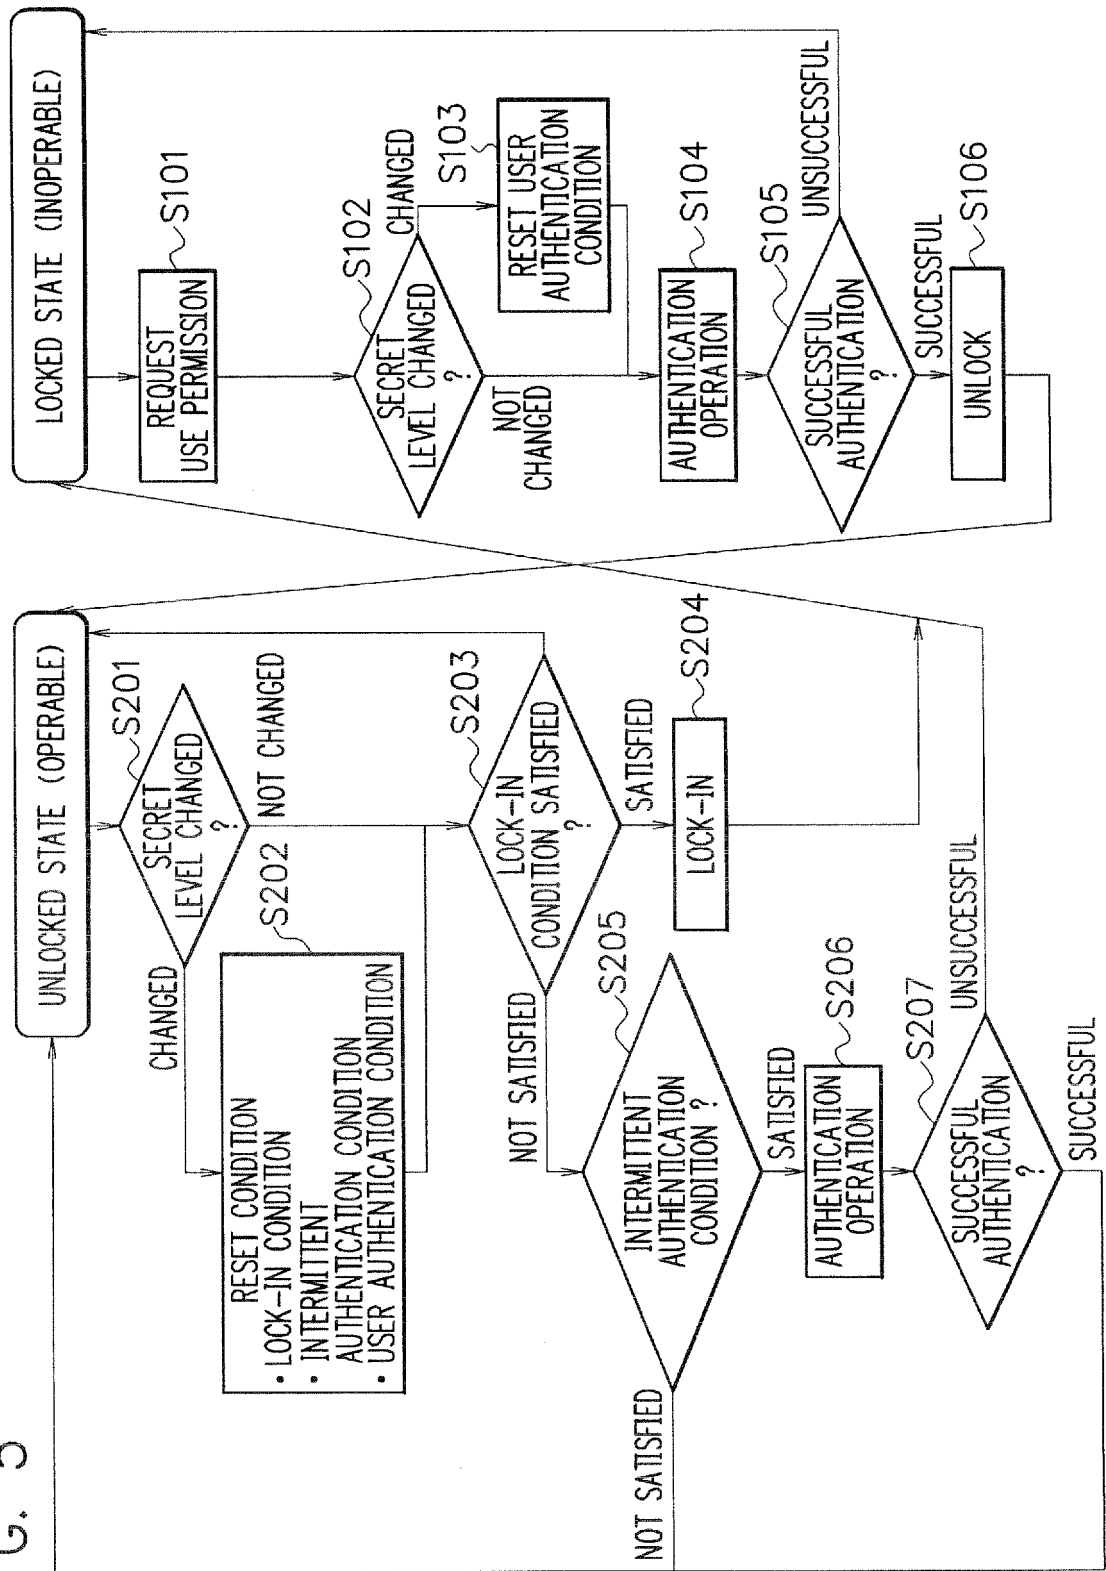 G. 5
UNLOCKED STATE (OPERABLE)
S201
SECRET
LEVEL CHANGED
?
CHANGED
NOT CHANGED
S202
RESET CONDITION
• LOCK-IN CONDITION
• INTERMITTENT
AUTHENTICATION CONDITION
• USER AUTHENTICATION CONDITION
S203
LOCK-IN
CONDITION SATISFIED
?
NOT SATISFIED
SATISFIED
S204
LOCK-IN
S205
INTERMITTENT
AUTHENTICATION
CONDITION ?
NOT SATISFIED
SATISFIED
S206
AUTHENTICATION
OPERATION
S207
SUCCESSFUL
AUTHENTICATION
?
UNSUCCESSFUL
SUCCESSFUL
LOCKED STATE (INOPERABLE)
S101
REQUEST
USE PERMISSION
S102
SECRET
LEVEL CHANGED
?
CHANGED
NOT
CHANGED
S103
RESET USER
AUTHENTICATION
CONDITION
S104
AUTHENTICATION
OPERATION
S105
SUCCESSFUL
AUTHENTICATION
?
UNSUCCESSFUL
SUCCESSFUL
S106
UNLOCK